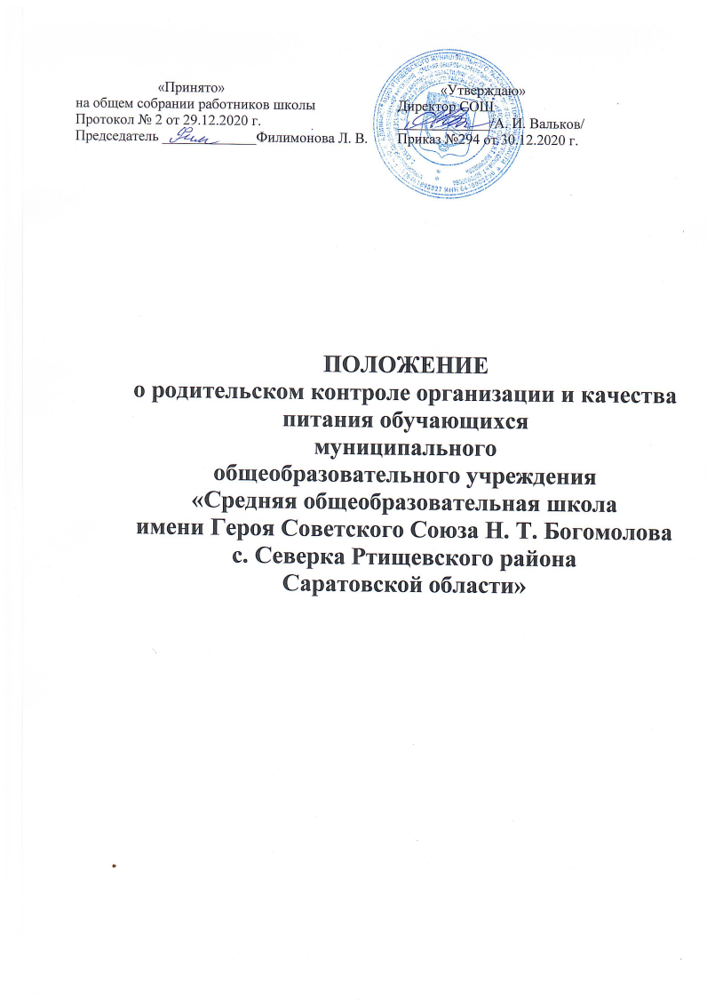 «Принято»
на общем собрании работников школы
Протокол № 2 от 29.12.2020 г.
Председатель ______________Филимонова Л. В.
«Утверждаю»
Директор СОШ
______________/А. И. Вальков/
Приказ №294 от 30.12.2020 г.
ПОЛОЖЕНИЕ
о родительском контроле организации и качества
питания обучающихся
муниципального
общеобразовательного учреждения
«Средняя общеобразовательная школа
имени Героя Советского Союза Н. Т. Богомолова
с. Северка Ртищевского района
Саратовской области»